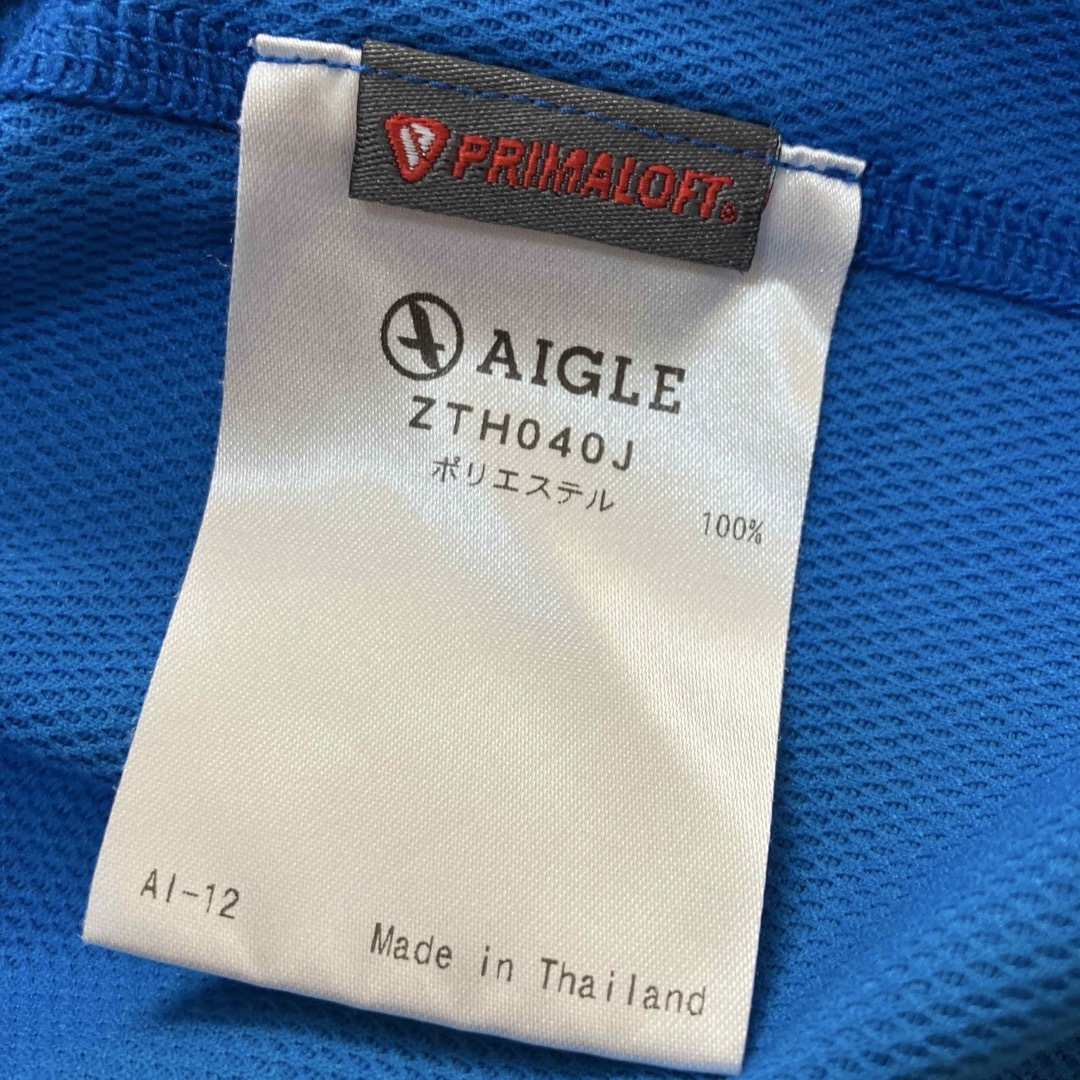 PRIMALOFT®
AIGLE
ZTH040J
ポリエステル 100%
AI-12
Made in Thailand